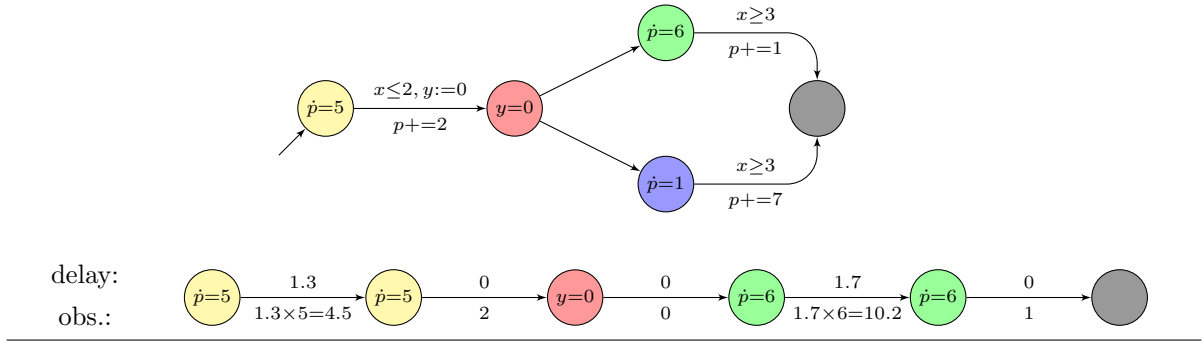 x≥3
ṗ=6
p+=1
x≤2, y:=0
ṗ=5
y=0
p+=2
x≥3
ṗ=1
p+=7
delay: 1.3 0 0 1.7 0
ṗ=5 ṗ=5 y=0 ṗ=6 ṗ=6
obs.: 1.3×5=4.5 2 0 1.7×6=10.2 1